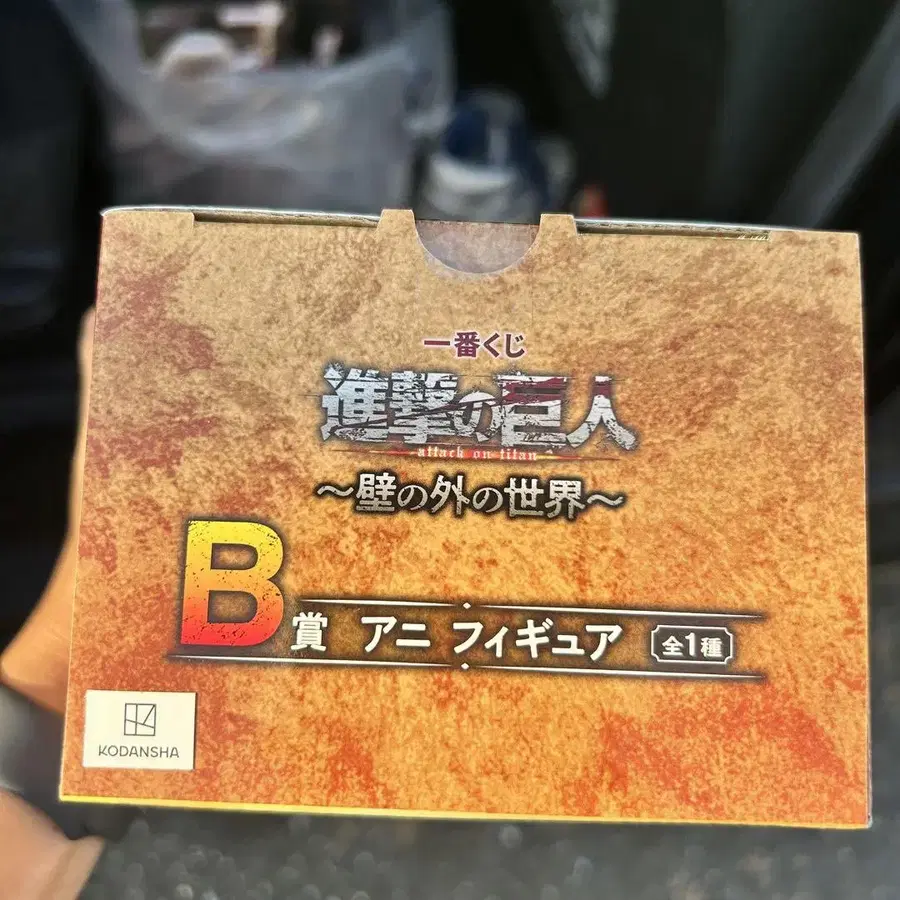 一番くじ
進撃の巨人
attack on titan
～壁の外の世界～
B賞 アニ フィギュア 全1種
KODANSHA